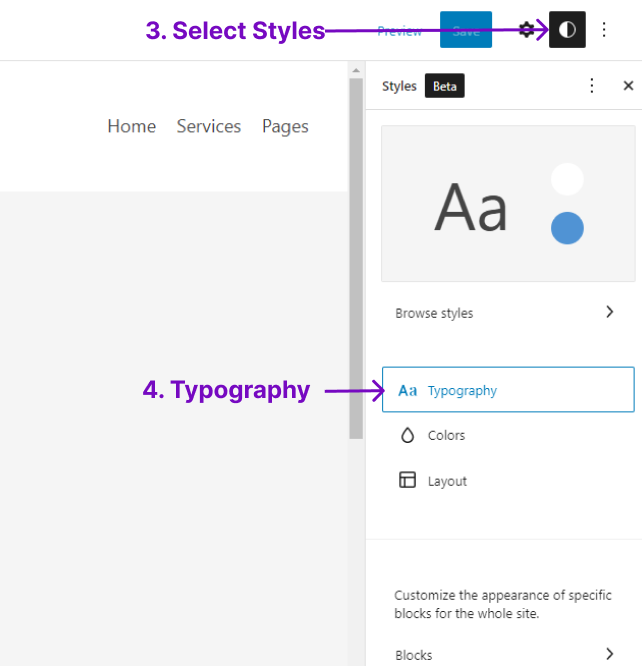 3. Select Styles
Preview
Save
Styles
Beta
Home Services Pages
Aa
Browse styles
4. Typography
Aa Typography
Colors
Layout
Customize the appearance of specific
blocks for the whole site.
Blocks